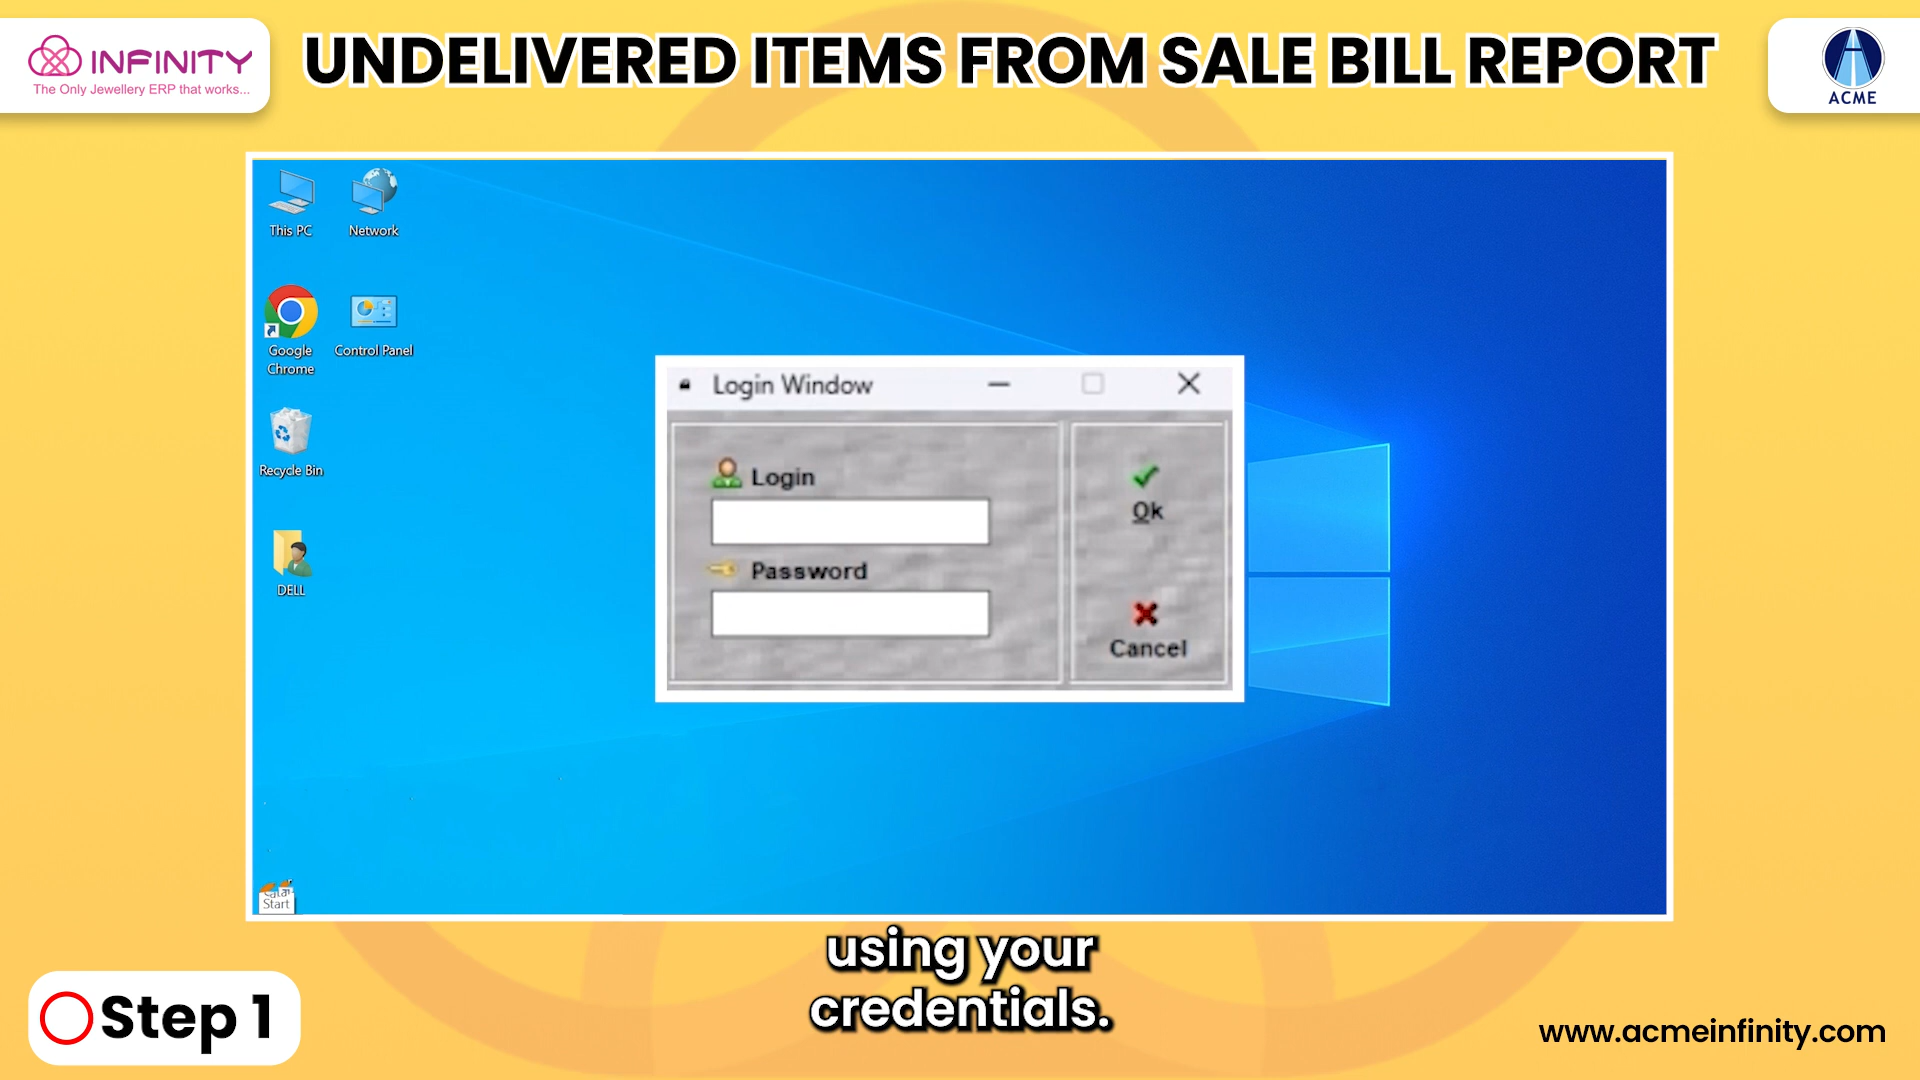 INFINITY
The Only Jewellery ERP that works...
UNDELIVERED ITEMS FROM SALE BILL REPORT
ACME
This PC
Network
Google
Chrome
Control Panel
Recycle Bin
DELL
Start
Login Window
Login
Password
Ok
Cancel
using your
credentials.
Step 1
www.acmeinfinity.com